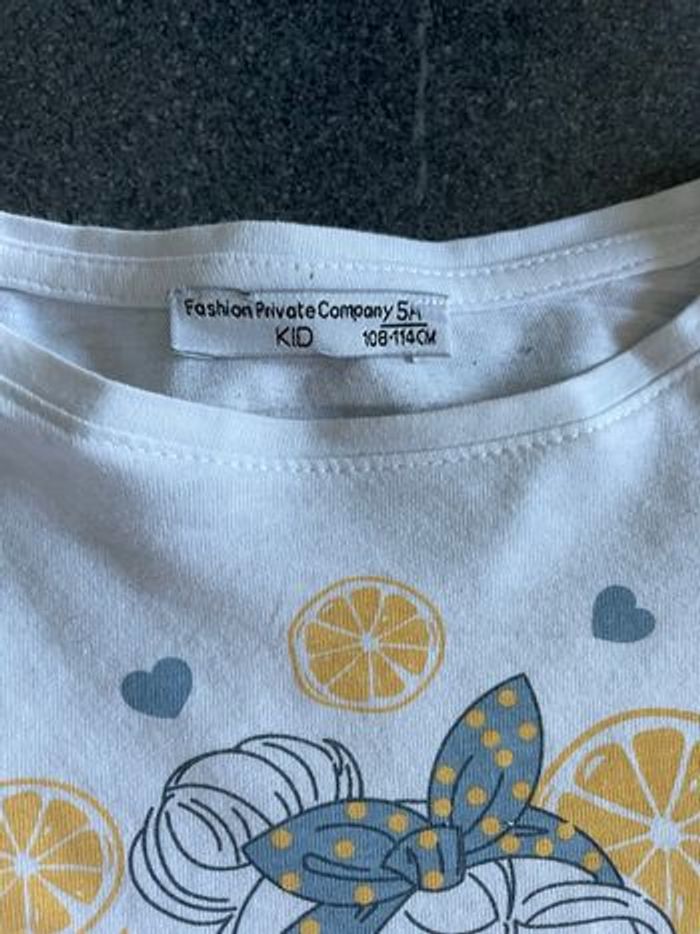 Fashion Private Company 5A
KID 108-114CM